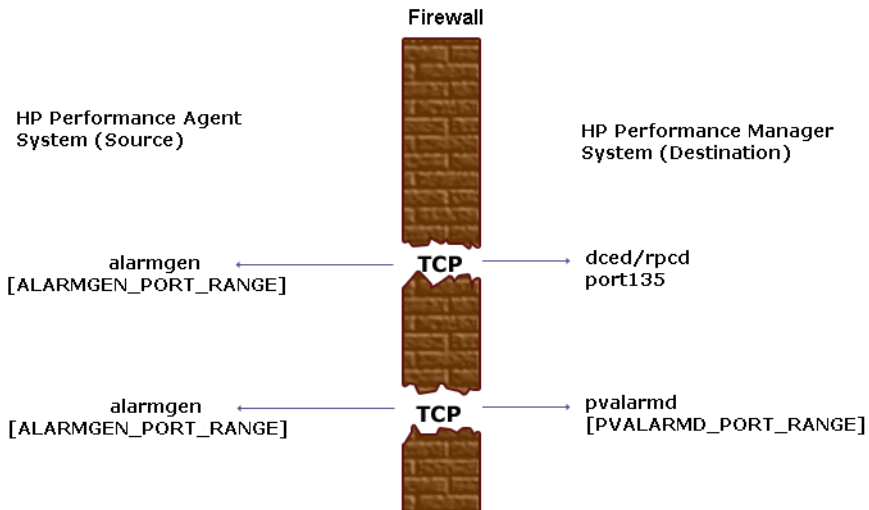 Firewall
HP Performance Agent
System (Source)
HP Performance Manager
System (Destination)
alarmgen
[ALARMGEN_PORT_RANGE]
TCP
dced/rpcd
port135
alarmgen
[ALARMGEN_PORT_RANGE]
TCP
pvalarmd
[PVALARMD_PORT_RANGE]